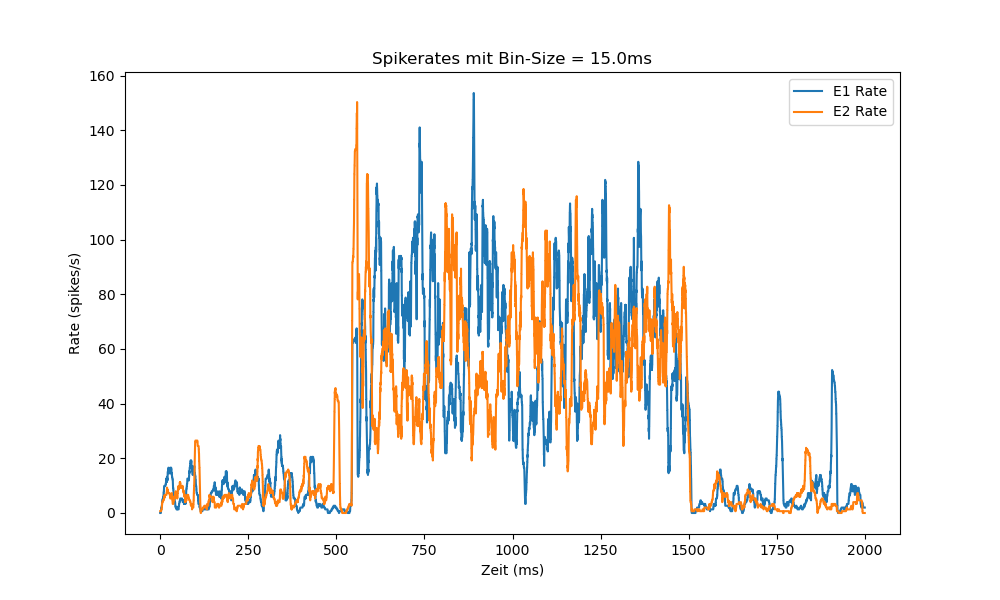 Spikerates mit Bin-Size = 15.0ms
E1 Rate
E2 Rate
Rate (spikes/s)
160
140
120
100
80
60
40
20
0
0 250 500 750 1000 1250 1500 1750 2000
Zeit (ms)